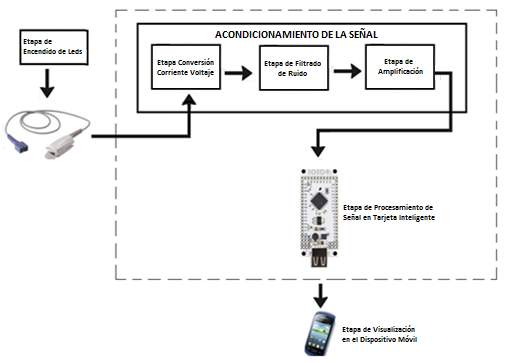 Etapa de
Encendido de Leds
ACONDICIONAMIENTO DE LA SEÑAL
Etapa Conversión
Corriente Voltaje
Etapa de Filtrado
de Ruido
Etapa de
Amplificación
Etapa de Procesamiento de
Señal en Tarjeta Inteligente
Etapa de Visualización
en el Dispositivo Móvil